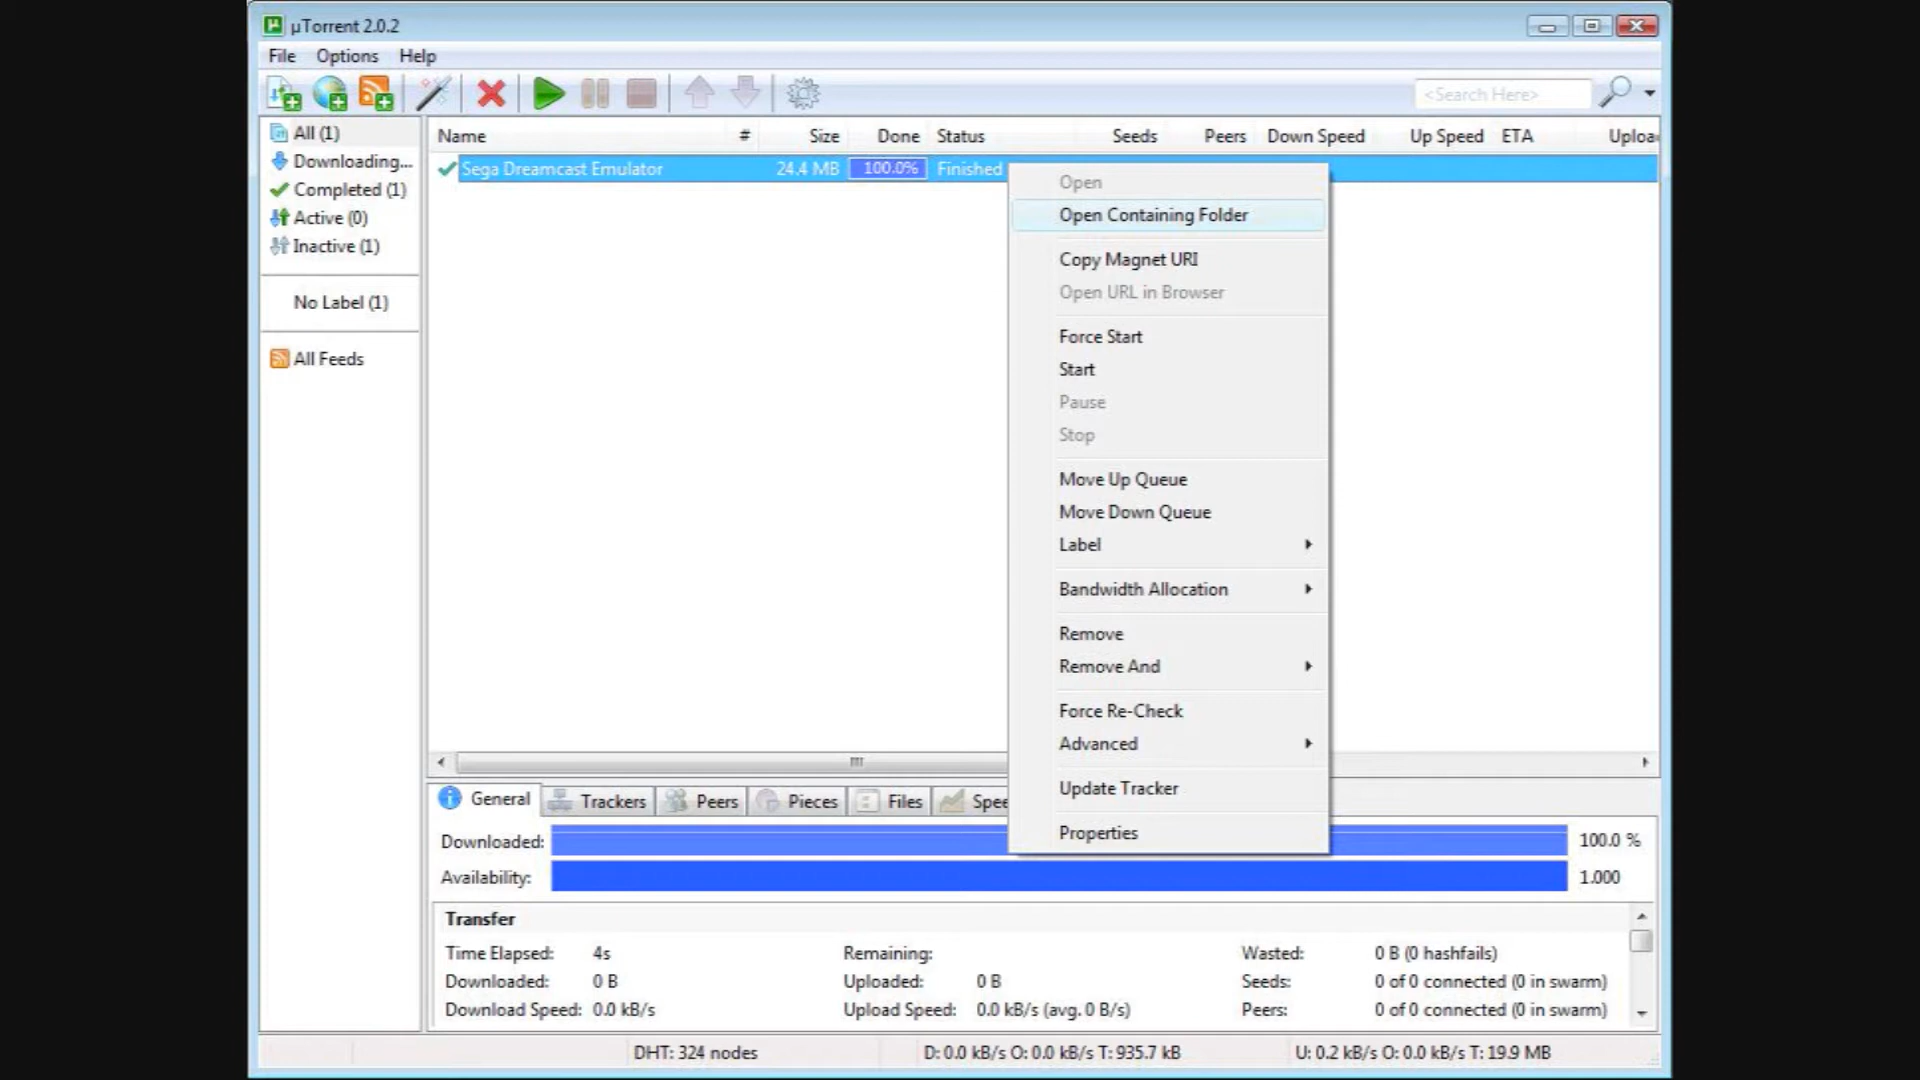 µTorrent 2.0.2
File Options Help
<Search Here>
All (1)
Downloading...
Completed (1)
Active (0)
Inactive (1)
No Label (1)
All Feeds
Name # Size Done Status Seeds Peers Down Speed Up Speed ETA Uploa
Sega Dreamcast Emulator 24.4 MB 100.0% Finished
Open
Open Containing Folder
Copy Magnet URI
Open URL in Browser
Force Start
Start
Pause
Stop
Move Up Queue
Move Down Queue
Label
Bandwidth Allocation
Remove
Remove And
Force Re-Check
Advanced
Update Tracker
Properties
General Trackers Peers Pieces Files Spee
Downloaded: 100.0 %
Availability: 1.000
Transfer
Time Elapsed: 4s Remaining: Wasted: 0 B (0 hashfails)
Downloaded: 0 B Uploaded: 0 B Seeds: 0 of 0 connected (0 in swarm)
Download Speed: 0.0 kB/s Upload Speed: 0.0 kB/s (avg. 0 B/s) Peers: 0 of 0 connected (0 in swarm)
DHT: 324 nodes D: 0.0 kB/s O: 0.0 kB/s T: 935.7 kB U: 0.2 kB/s O: 0.0 kB/s T: 19.9 MB